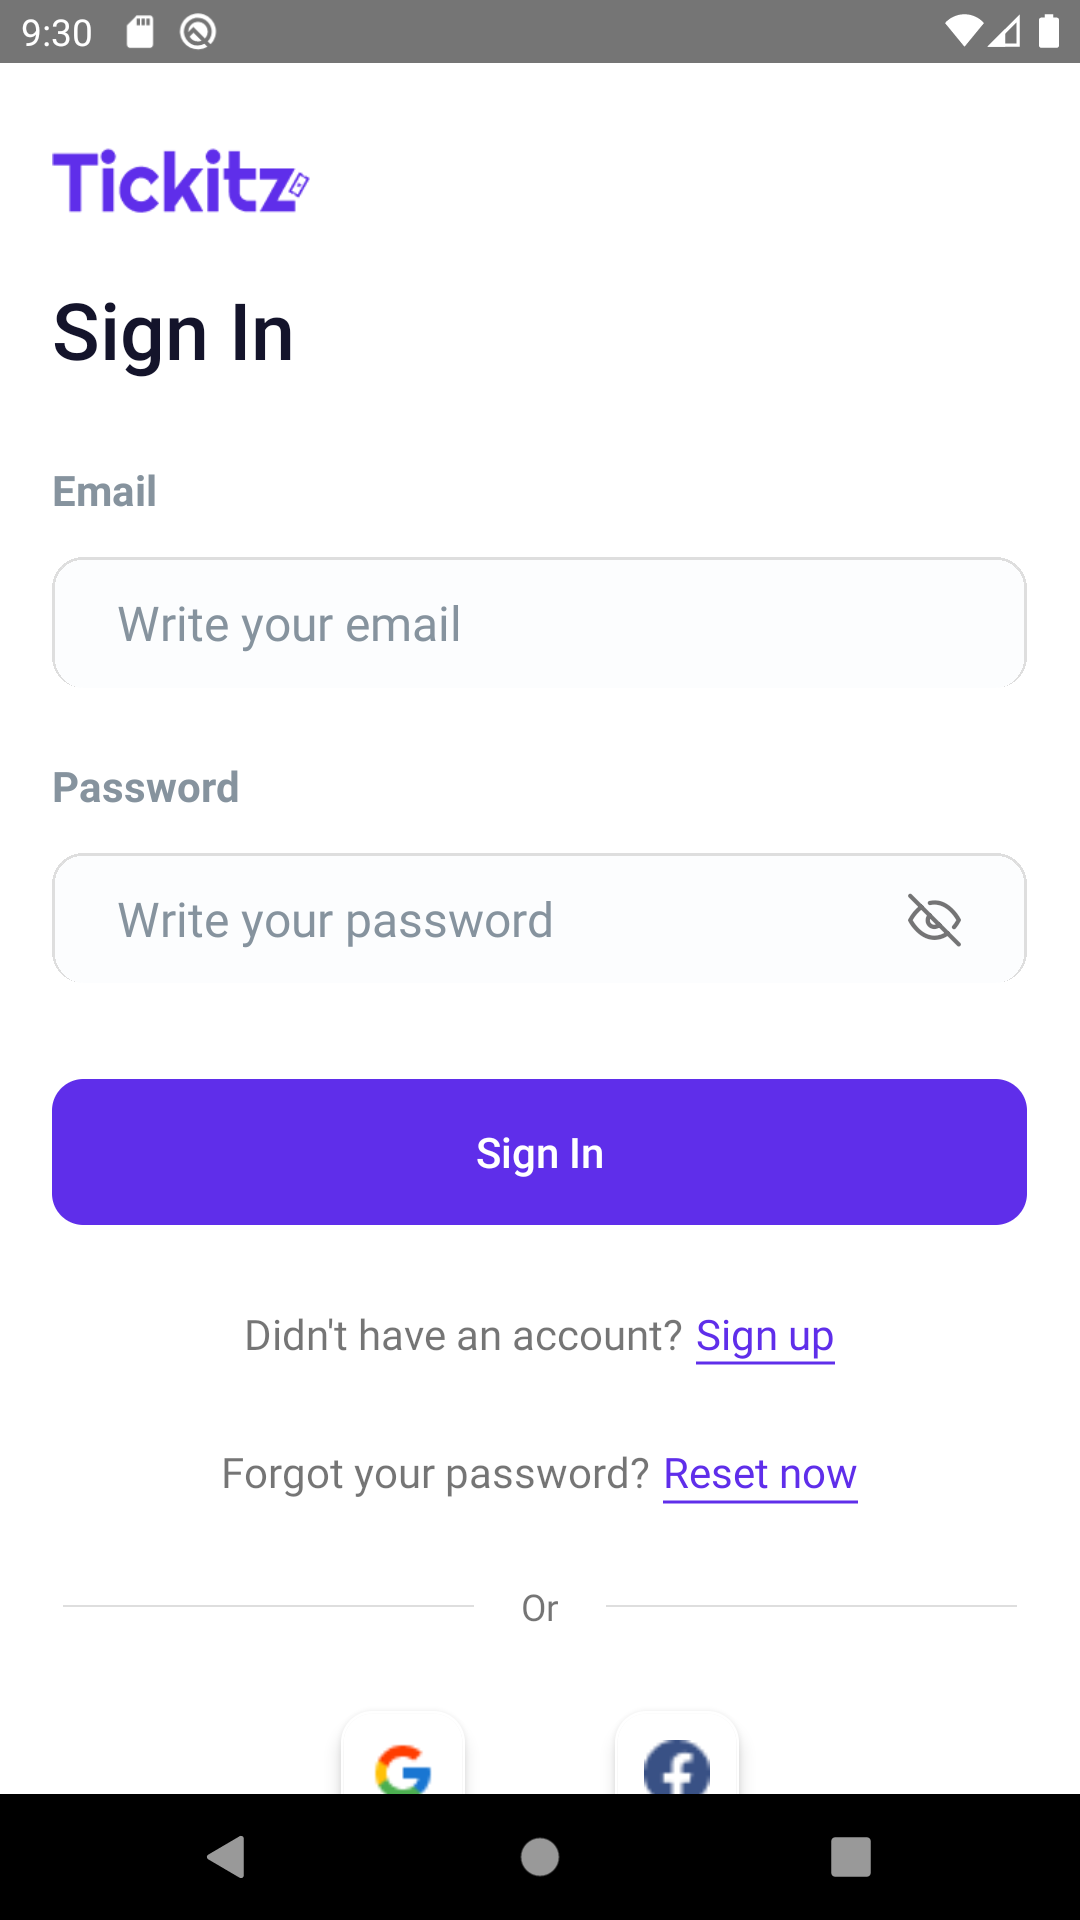 9:30
Tickitz
Sign In
Email
Write your email
Password
Write your password
Sign In
Didn't have an account? Sign up
Forgot your password? Reset now
Or